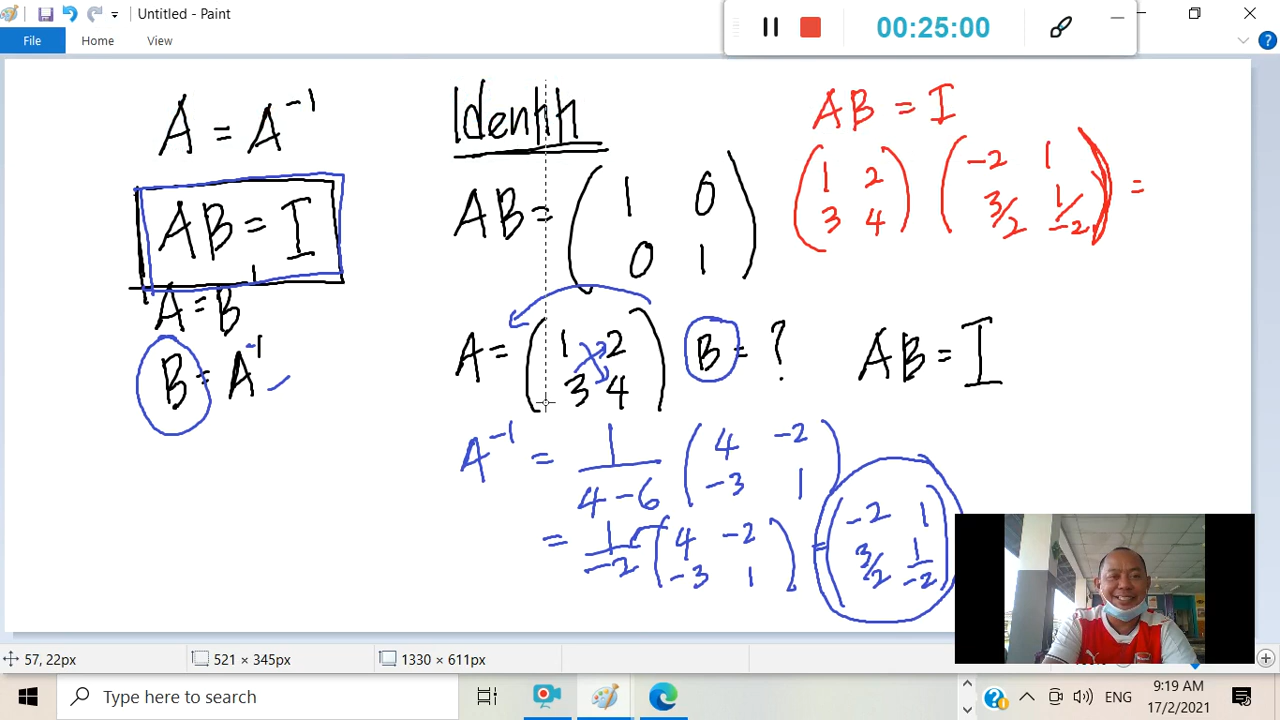 Untitled - Paint
00:25:00
File Home View
A = A⁻¹
AB = I
A = B⁻¹
B = A⁻¹
AB = ( 1 0
0 1 )
A = ( 1 2
3 4 ) B = ? AB = I
A⁻¹ = 1/(4 - 6) ( 4 -2
-3 1 )
= 1/-2 ( 4 -2
-3 1 ) = ( -2 1
3/2 1/-2 )
AB = I
( 1 2
3 4 ) ( -2 1
3/2 1/-2 ) =
57, 22px 521 × 345px 1330 × 611px
Type here to search
ENG
9:19 AM
17/2/2021